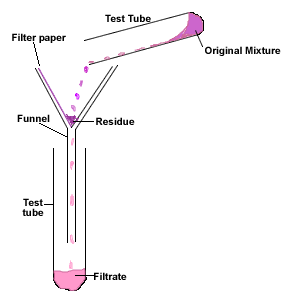 Test Tube
Filter paper
Original Mixture
Funnel
Residue
Test
tube
Filtrate